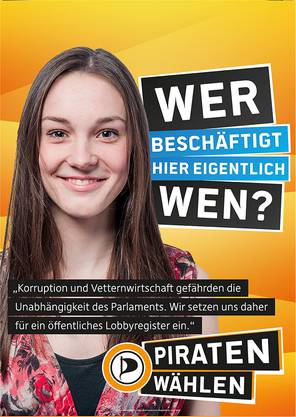 WER
BESCHÄFTIGT
HIER EIGENTLICH
WEN?
„Korruption und Vetternwirtschaft gefährden die
Unabhängigkeit des Parlaments. Wir setzen uns daher
für ein öffentliches Lobbyregister ein.“
PIRATEN
WÄHLEN